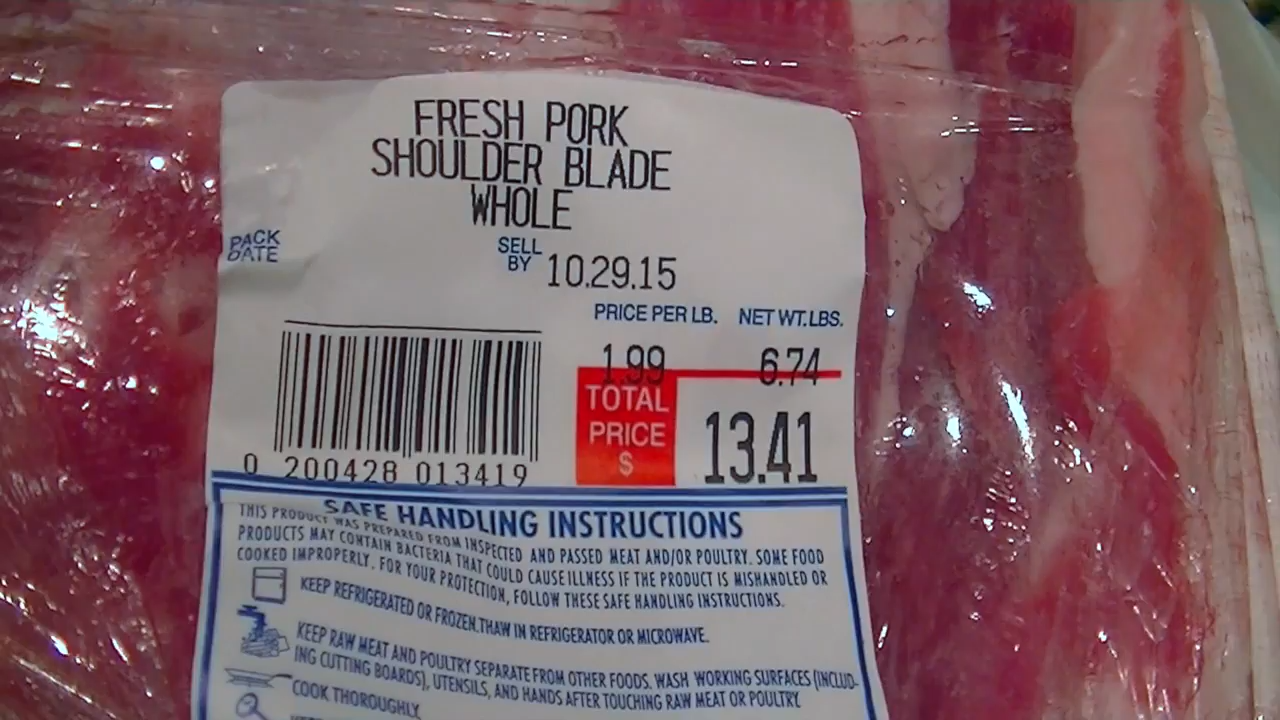 FRESH PORK
SHOULDER BLADE
WHOLE
PACK
DATE
SELL
BY 10.29.15
PRICE PER LB. NET WT.LBS.
1.99 6.74
TOTAL
PRICE
$ 13.41
0 200428 013419
SAFE HANDLING INSTRUCTIONS
THIS PRODUCT WAS PREPARED FROM INSPECTED AND PASSED MEAT AND/OR POULTRY. SOME FOOD
PRODUCTS MAY CONTAIN BACTERIA THAT COULD CAUSE ILLNESS IF THE PRODUCT IS MISHANDLED OR
COOKED IMPROPERLY. FOR YOUR PROTECTION, FOLLOW THESE SAFE HANDLING INSTRUCTIONS.
KEEP REFRIGERATED OR FROZEN.THAW IN REFRIGERATOR OR MICROWAVE.
KEEP RAW MEAT AND POULTRY SEPARATE FROM OTHER FOODS. WASH WORKING SURFACES (INCLUD-
ING CUTTING BOARDS), UTENSILS, AND HANDS AFTER TOUCHING RAW MEAT OR POULTRY.
COOK THOROUGHLY.